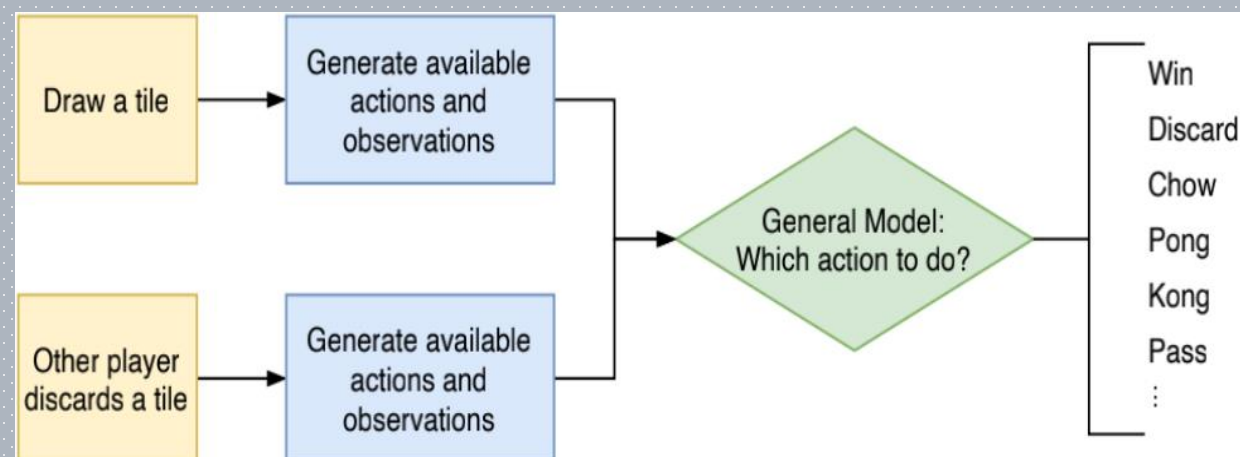 Draw a tile
Generate available
actions and
observations
Other player
discards a tile
Generate available
actions and
observations
General Model:
Which action to do?
Win
Discard
Chow
Pong
Kong
Pass
⋮